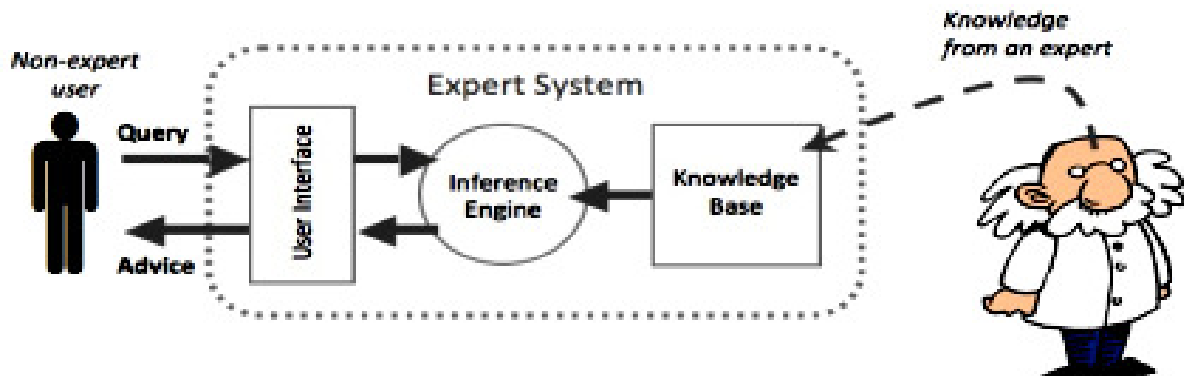 Knowledge
from an expert
Non-expert
user
Expert System
Query
User Interface
Inference
Engine
Knowledge
Base
Advice